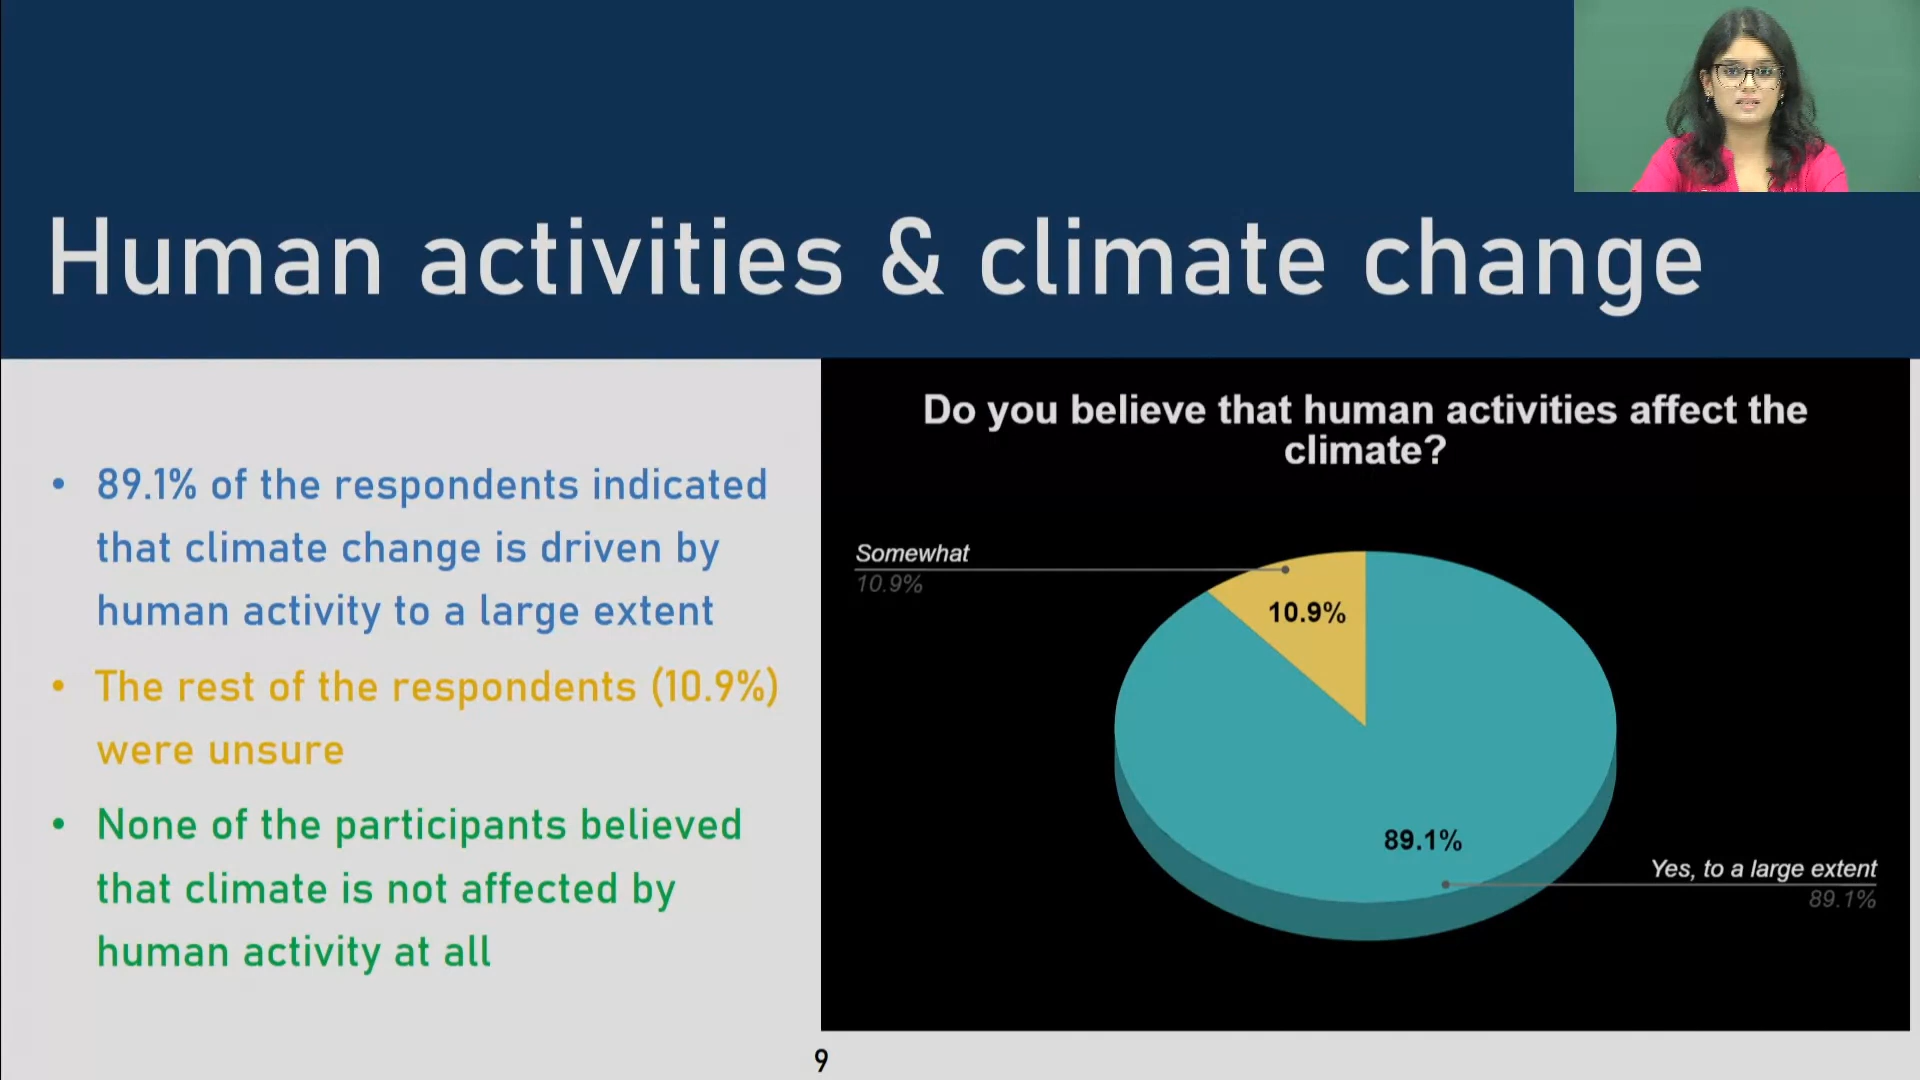 Human activities & climate change
• 89.1% of the respondents indicated
that climate change is driven by
human activity to a large extent
• The rest of the respondents (10.9%)
were unsure
• None of the participants believed
that climate is not affected by
human activity at all
Do you believe that human activities affect the
climate?
Somewhat
10.9%
10.9%
89.1%
Yes, to a large extent
89.1%
9